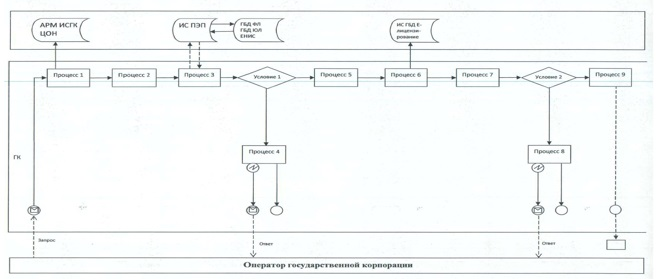 АРМ ИСГК
ЦОН
ИС ПЭП
ГБД ФЛ
ГБД ЮЛ
ЕНИС
ИС ГБД Е-
лицензи-
рование
Процесс 1
Процесс 2
Процесс 3
Условие 1
Процесс 5
Процесс 6
Процесс 7
Условие 2
Процесс 9
Процесс 4
Процесс 8
ГК
Запрос
Ответ
Ответ
Оператор государственной корпорации